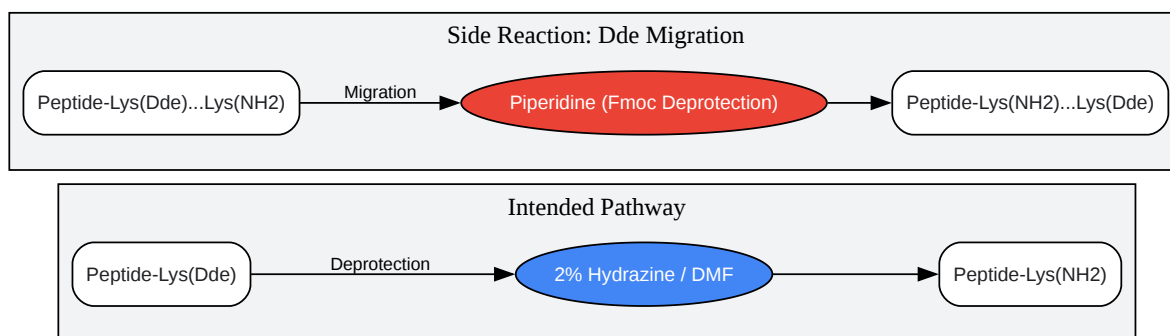 Side Reaction: Dde Migration
Peptide-Lys(Dde)...Lys(NH2)
Migration
Piperidine (Fmoc Deprotection)
Peptide-Lys(NH2)...Lys(Dde)
Intended Pathway
Peptide-Lys(Dde)
Deprotection
2% Hydrazine / DMF
Peptide-Lys(NH2)